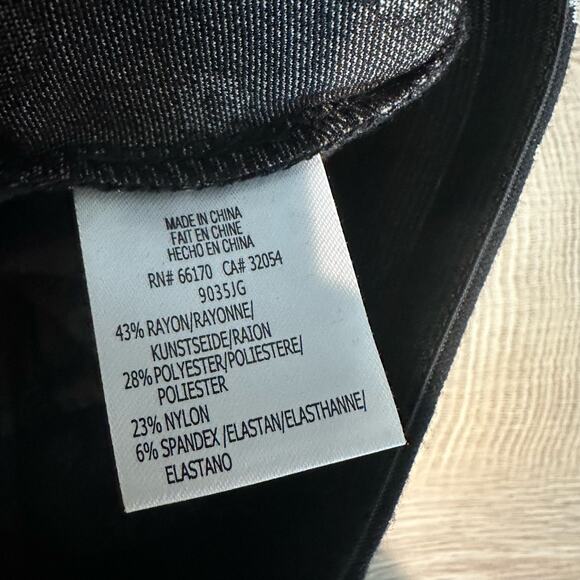 MADE IN CHINA
FAIT EN CHINE
HECHO EN CHINA
RN# 66170 CA# 32054
9035JG
43% RAYON/RAYONNE/
KUNSTSEIDE/RAION
28% POLYESTER/POLIESTERE/
POLIESTER
23% NYLON
6% SPANDEX /ELASTAN/ELASTHANNE/
ELASTANO